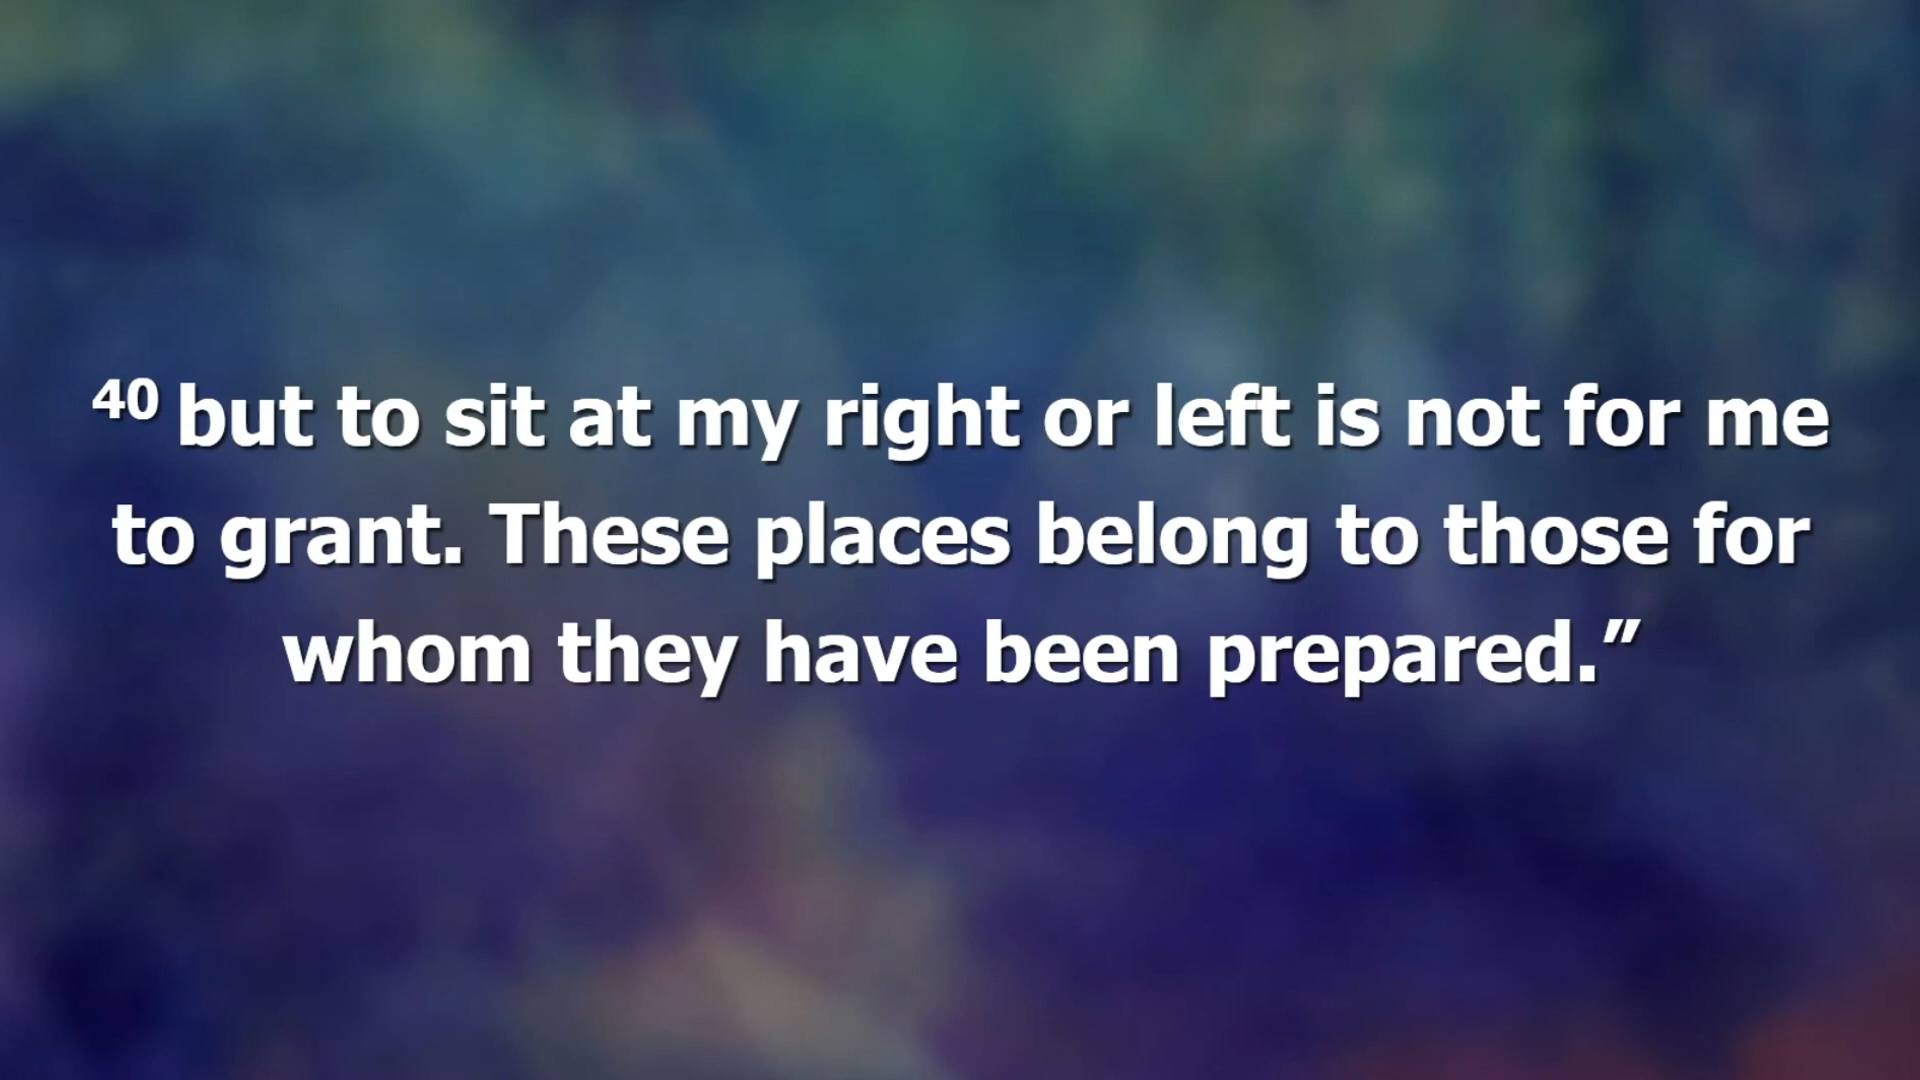 40 but to sit at my right or left is not for me
to grant. These places belong to those for
whom they have been prepared.”